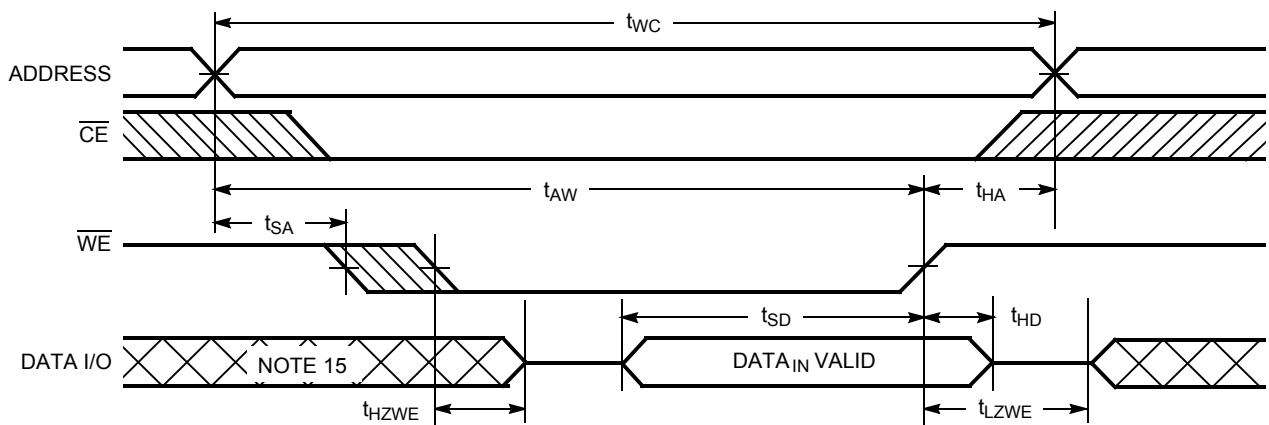 tWC
ADDRESS
CE
tAW
tHA
tSA
WE
tSD
tHD
DATA I/O
NOTE 15
DATAIN VALID
tHZWE
tLZWE